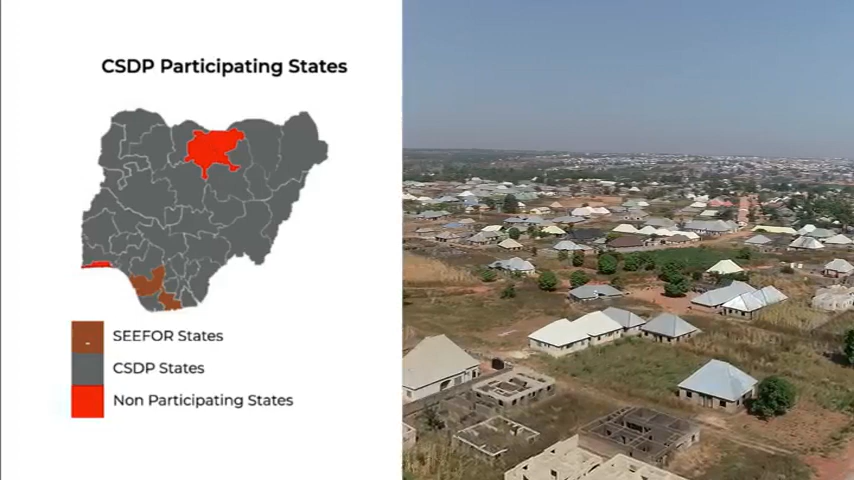 CSDP Participating States
SEEFOR States
CSDP States
Non Participating States